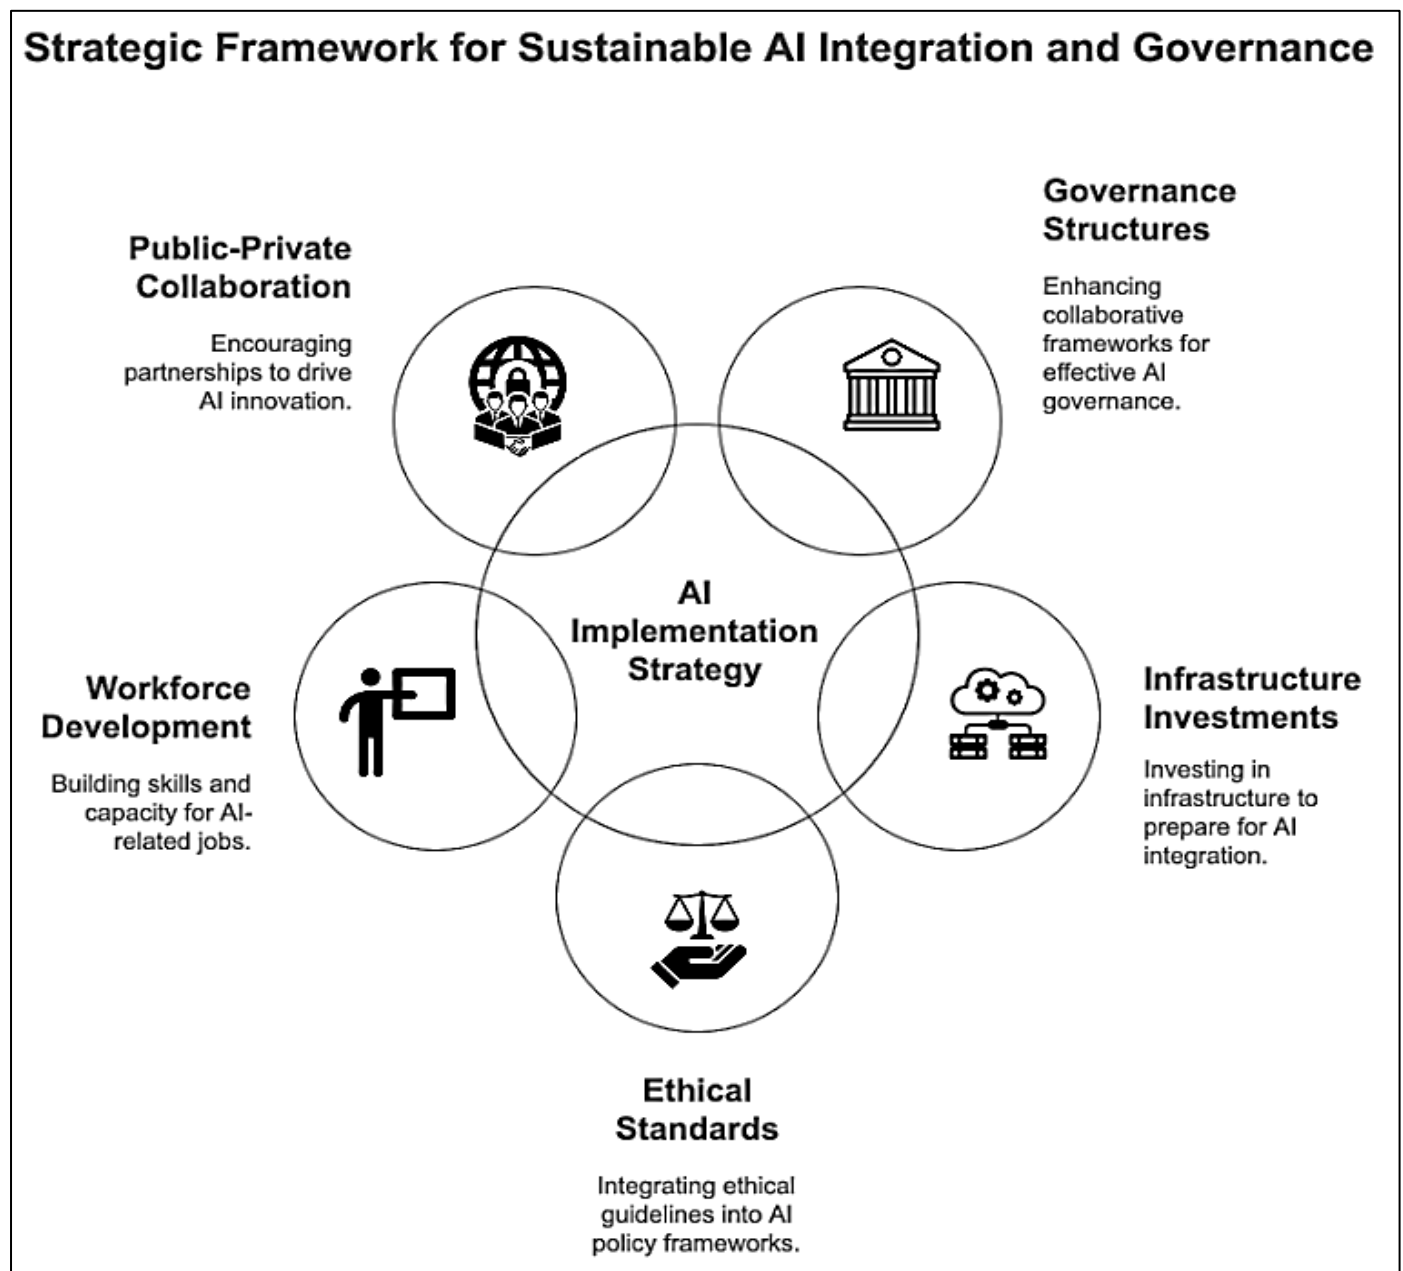 Strategic Framework for Sustainable AI Integration and Governance
Public-Private
Collaboration
Encouraging
partnerships to drive
AI innovation.
Governance
Structures
Enhancing
collaborative
frameworks for
effective AI
governance.
AI
Implementation
Strategy
Workforce
Development
Building skills and
capacity for AI-
related jobs.
Infrastructure
Investments
Investing in
infrastructure to
prepare for AI
integration.
Ethical
Standards
Integrating ethical
guidelines into AI
policy frameworks.